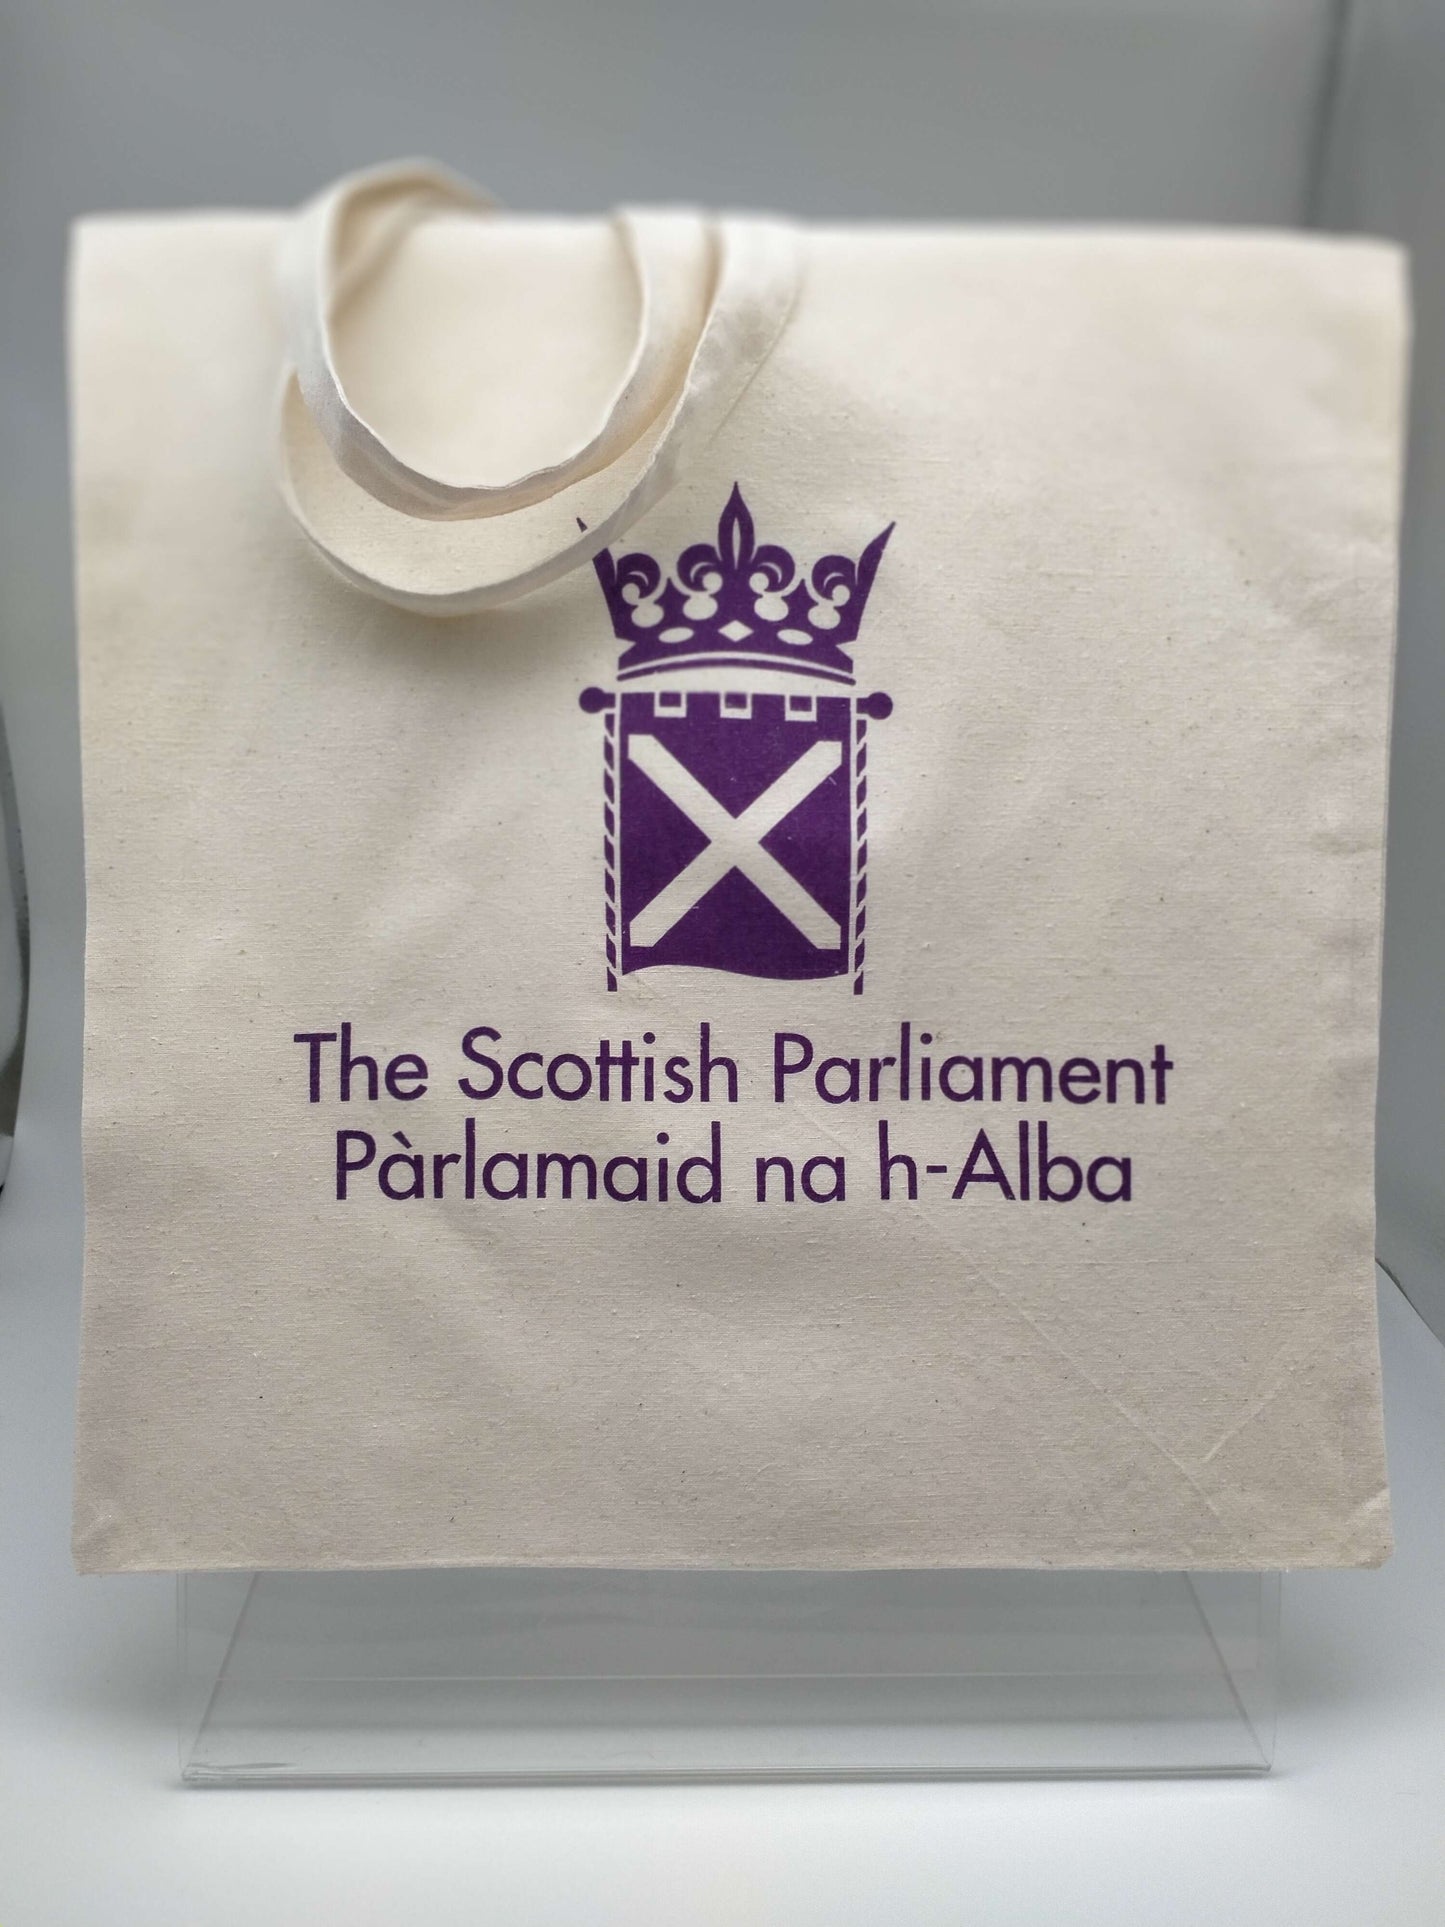 The Scottish Parliament
Pàrlamaid na h-Alba